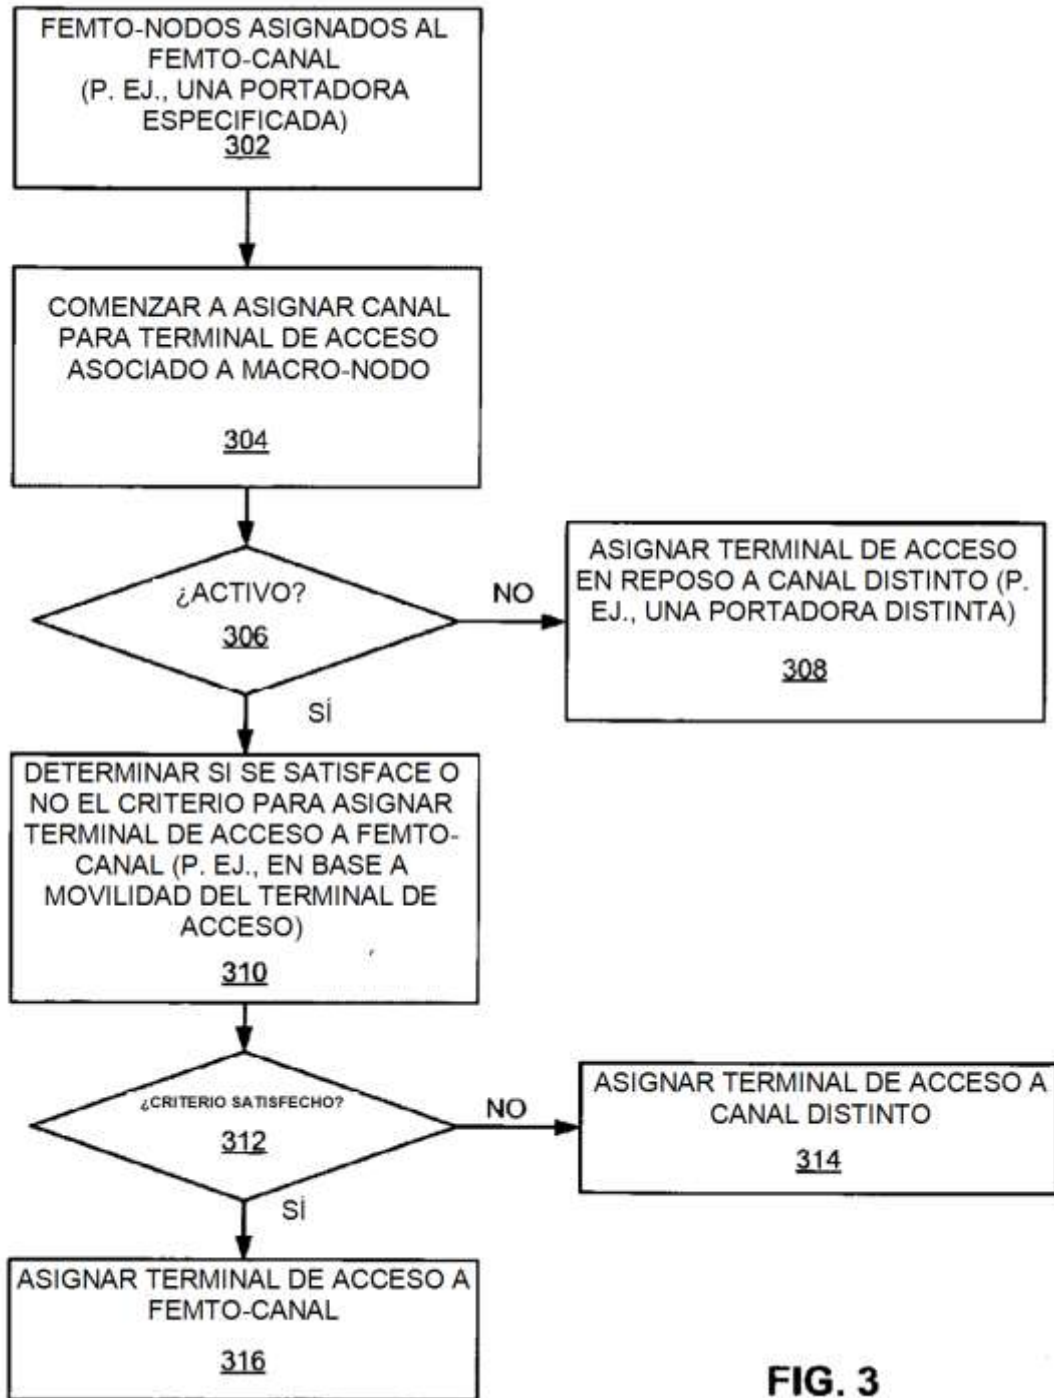 FEMTO-NODOS ASIGNADOS AL
FEMTO-CANAL
(P. EJ., UNA PORTADORA
ESPECIFICADA)
302
COMENZAR A ASIGNAR CANAL
PARA TERMINAL DE ACCESO
ASOCIADO A MACRO-NODO
304
¿ACTIVO?
306
NO
ASIGNAR TERMINAL DE ACCESO
EN REPOSO A CANAL DISTINTO (P.
EJ., UNA PORTADORA DISTINTA)
308
SÍ
DETERMINAR SI SE SATISFACE O
NO EL CRITERIO PARA ASIGNAR
TERMINAL DE ACCESO A FEMTO-
CANAL (P. EJ., EN BASE A
MOVILIDAD DEL TERMINAL DE
ACCESO)
310
¿CRITERIO SATISFECHO?
312
NO
ASIGNAR TERMINAL DE ACCESO A
CANAL DISTINTO
314
SÍ
ASIGNAR TERMINAL DE ACCESO A
FEMTO-CANAL
316
FIG. 3